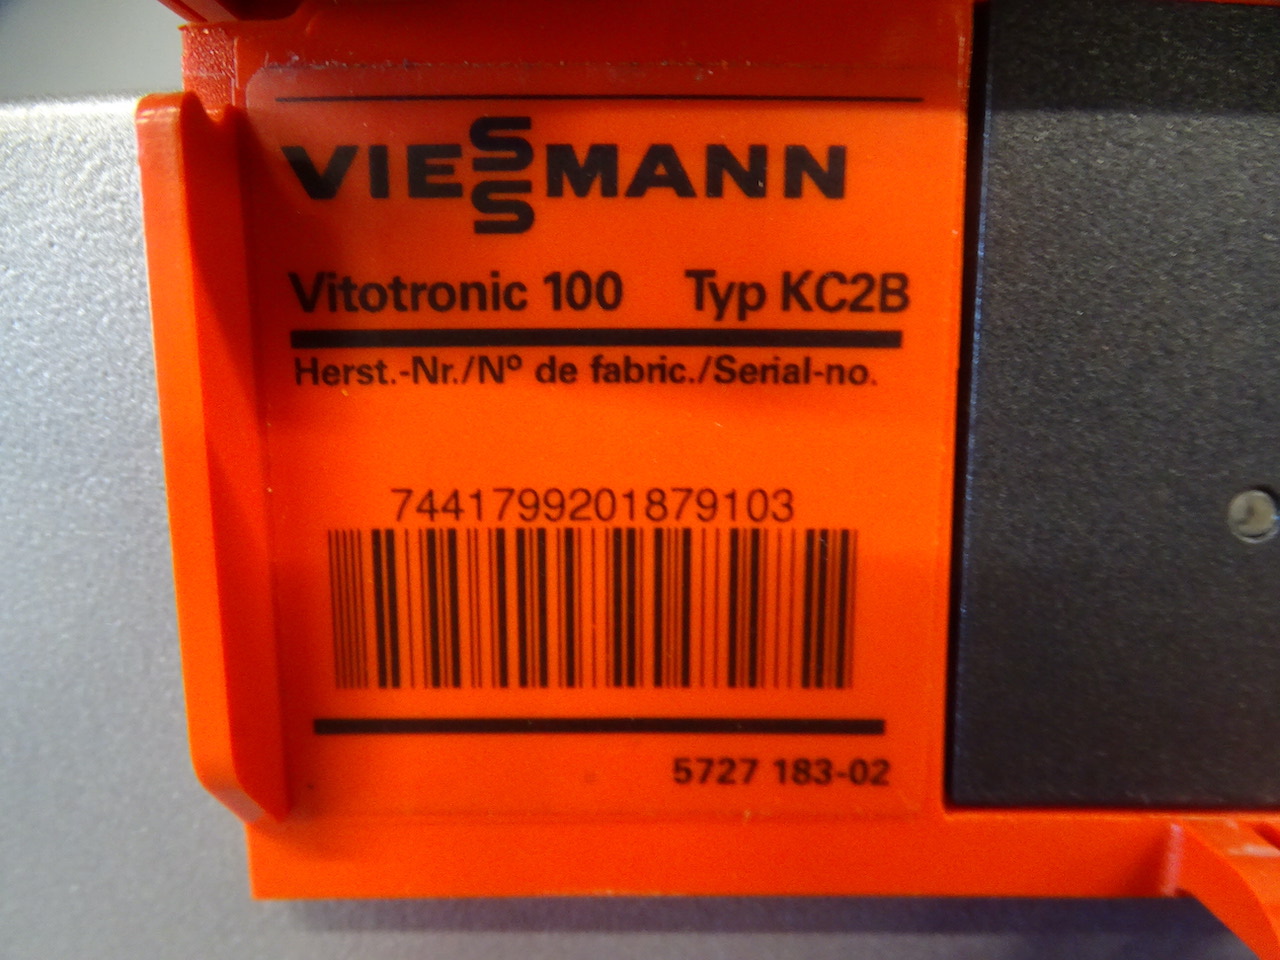 VIESSMANN
Vitotronic 100 Typ KC2B
Herst.-Nr./Nº de fabric./Serial-no.
7441799201879103
5727 183-02